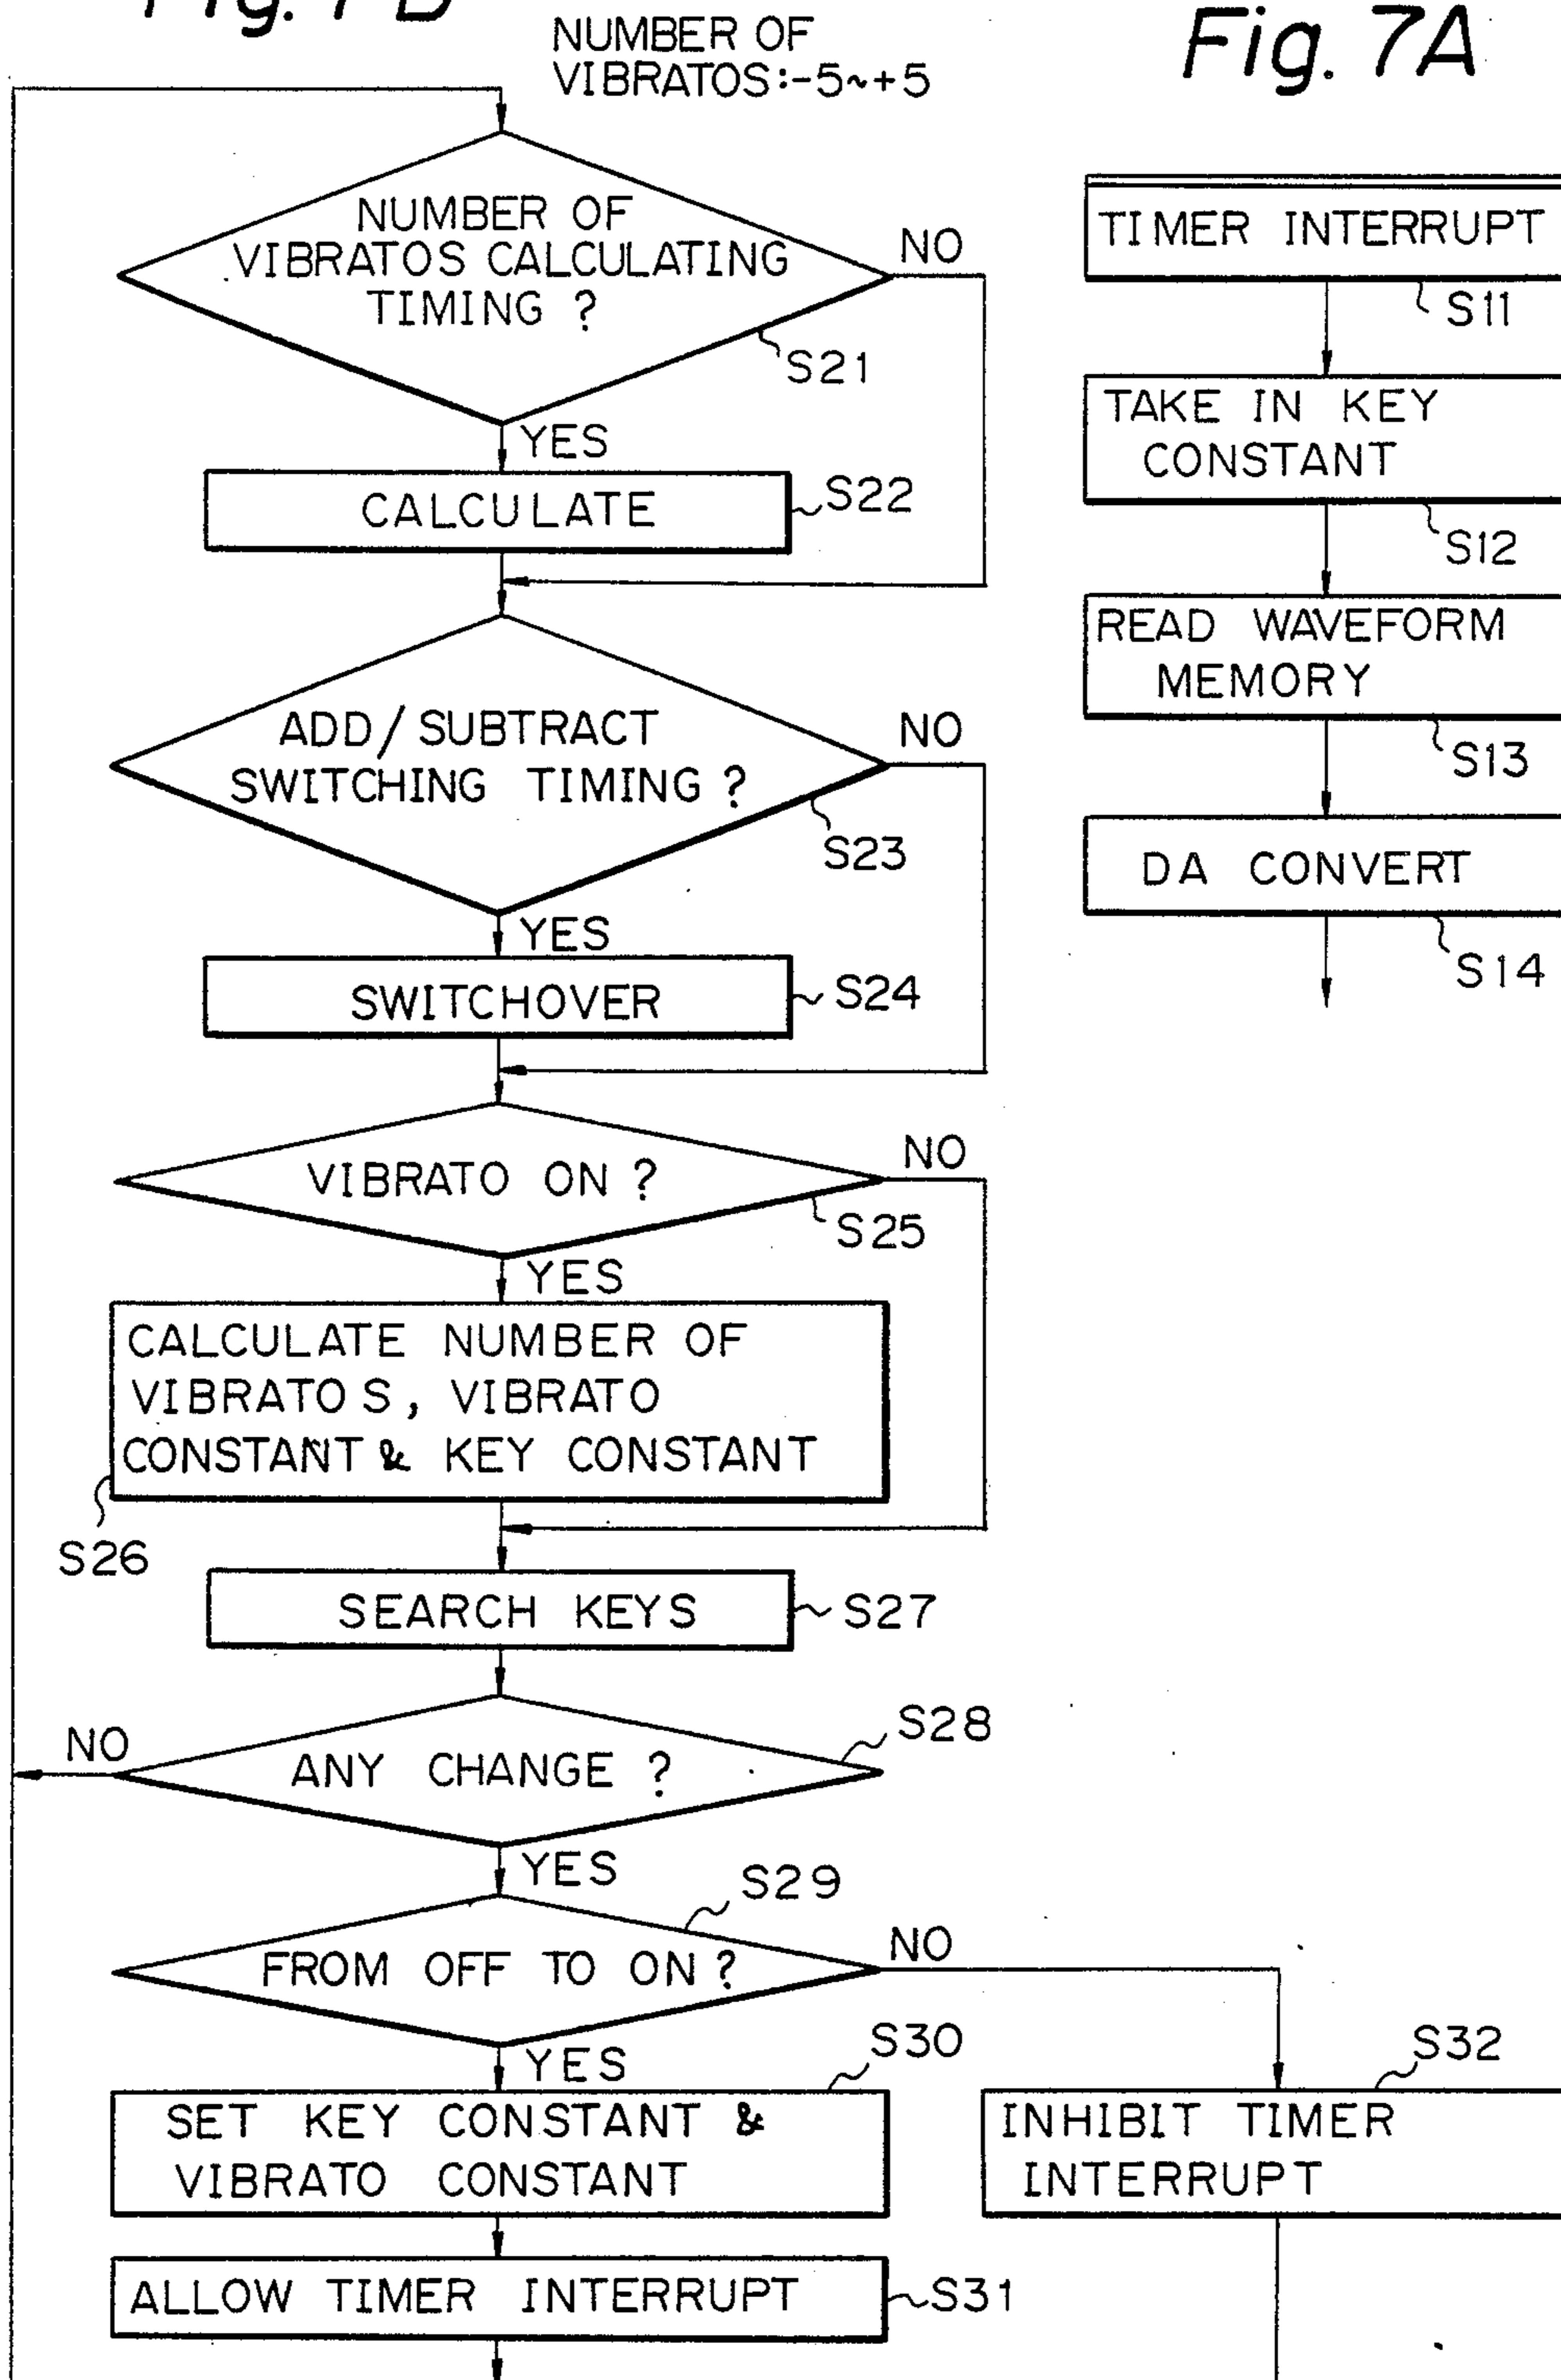 Fig. 7B
NUMBER OF
VIBRATOS:-5~+5
NUMBER OF
VIBRATOS CALCULATING
TIMING ?
NO
S21
YES
CALCULATE
S22
ADD/SUBTRACT
SWITCHING TIMING ?
NO
S23
YES
SWITCHOVER
S24
VIBRATO ON ?
NO
S25
YES
CALCULATE NUMBER OF
VIBRATOS, VIBRATO
CONSTANT & KEY CONSTANT
S26
SEARCH KEYS
S27
NO
ANY CHANGE ?
S28
YES
S29
FROM OFF TO ON ?
NO
YES
S30
SET KEY CONSTANT &
VIBRATO CONSTANT
S32
INHIBIT TIMER
INTERRUPT
ALLOW TIMER INTERRUPT
S31
Fig. 7A
TIMER INTERRUPT
S11
TAKE IN KEY
CONSTANT
S12
READ WAVEFORM
MEMORY
S13
DA CONVERT
S14